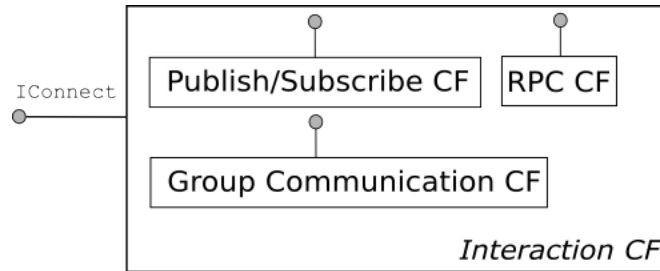 IConnect
Publish/Subscribe CF
RPC CF
Group Communication CF
Interaction CF